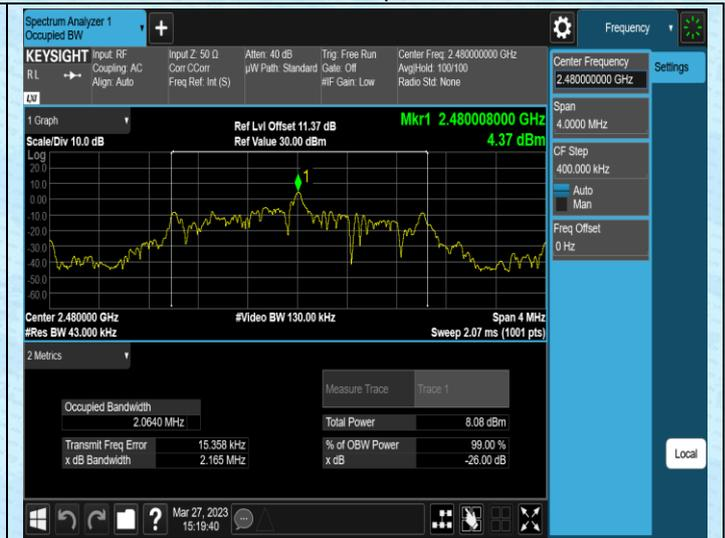 Spectrum Analyzer 1
Occupied BW
Frequency
KEYSIGHT
R L
LXI
Input: RF
Coupling: AC
Align: Auto
Input Z: 50 Ω
Corr CCorr
Freq Ref: Int (S)
Atten: 40 dB
µW Path: Standard
Trig: Free Run
Gate: Off
#IF Gain: Low
Center Freq: 2.480000000 GHz
Avg|Hold: 100/100
Radio Std: None
Center Frequency
2.480000000 GHz
Settings
Span
4.0000 MHz
CF Step
400.000 kHz
Auto
Man
Freq Offset
0 Hz
1 Graph
Scale/Div 10.0 dB
Ref Lvl Offset 11.37 dB
Ref Value 30.00 dBm
Mkr1 2.480008000 GHz
4.37 dBm
Log
20.0
10.0
0.00
-10.0
-20.0
-30.0
-40.0
-50.0
-60.0
1
Center 2.480000 GHz
#Video BW 130.00 kHz
Span 4 MHz
#Res BW 43.000 kHz
Sweep 2.07 ms (1001 pts)
2 Metrics
Measure Trace
Trace 1
Occupied Bandwidth
2.0640 MHz
Total Power
8.08 dBm
Transmit Freq Error
15.358 kHz
% of OBW Power
99.00 %
x dB Bandwidth
2.165 MHz
x dB
-26.00 dB
Local
Mar 27, 2023
15:19:40